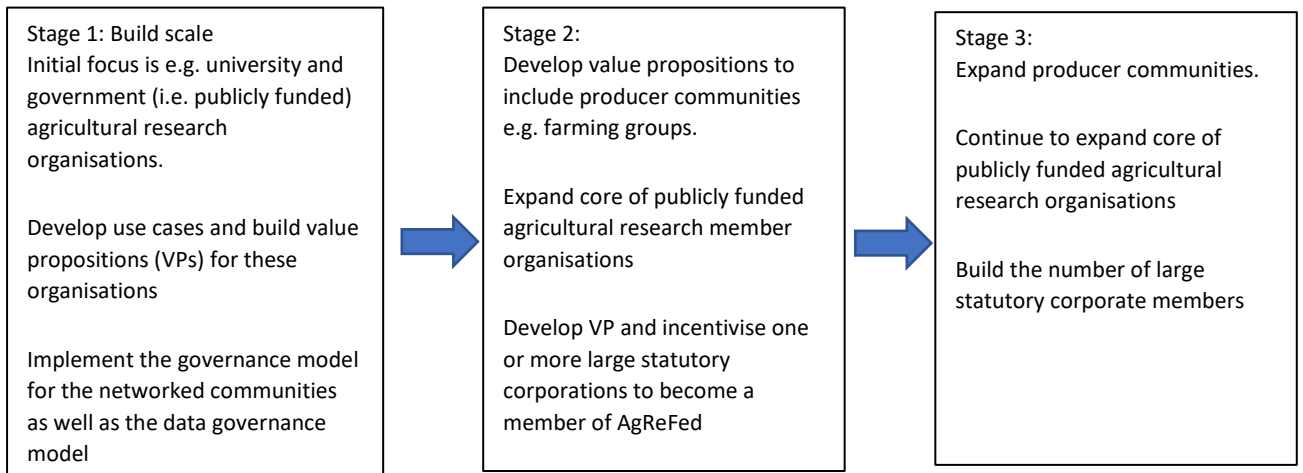 Stage 1: Build scale
Initial focus is e.g. university and
government (i.e. publicly funded)
agricultural research
organisations.
Develop use cases and build value
propositions (VPs) for these
organisations
Implement the governance model
for the networked communities
as well as the data governance
model
Stage 2:
Develop value propositions to
include producer communities
e.g. farming groups.
Expand core of publicly funded
agricultural research member
organisations
Develop VP and incentivise one
or more large statutory
corporations to become a
member of AgReFed
Stage 3:
Expand producer communities.
Continue to expand core of
publicly funded agricultural
research organisations
Build the number of large
statutory corporate members